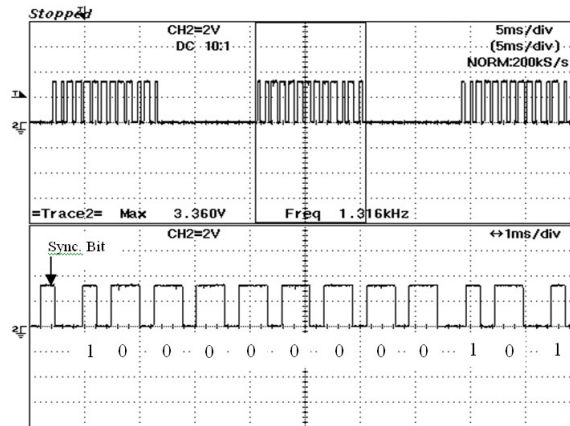 Stopped
CH2=2V
DC 10:1
5ms/div
(5ms/div)
NORM:200kS/s
=Trace2= Max 3.360V Freq 1.316kHz
CH2=2V
↔1ms/div
Sync. Bit
1 0 0 0 0 0 0 0 0 1 0 1